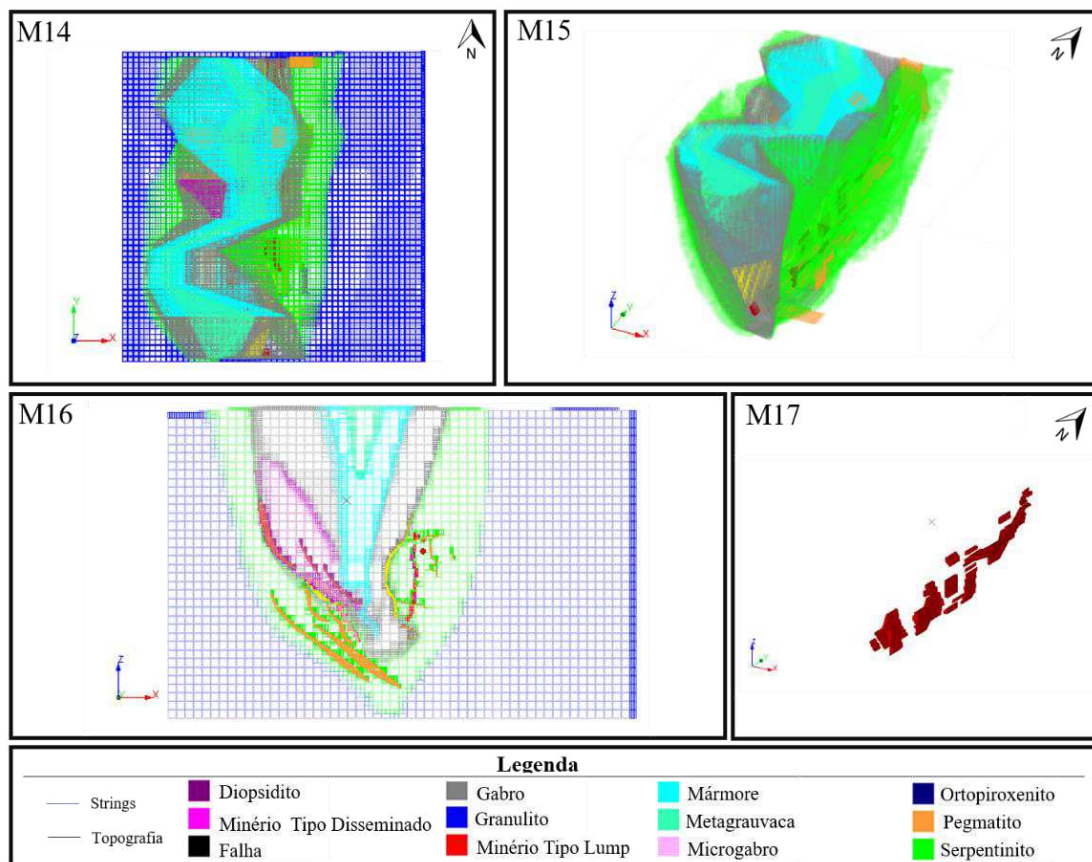 M14
N
Y
Z
X
M15
N
Z
Y
X
M16
Z
Y
X
M17
N
Z
Y
X
Legenda
Strings
Topografia
Diopsidito
Minério Tipo Disseminado
Falha
Gabro
Granulito
Minério Tipo Lump
Mármore
Metagrauvaca
Microgabro
Ortopiroxenito
Pegmatito
Serpentinito